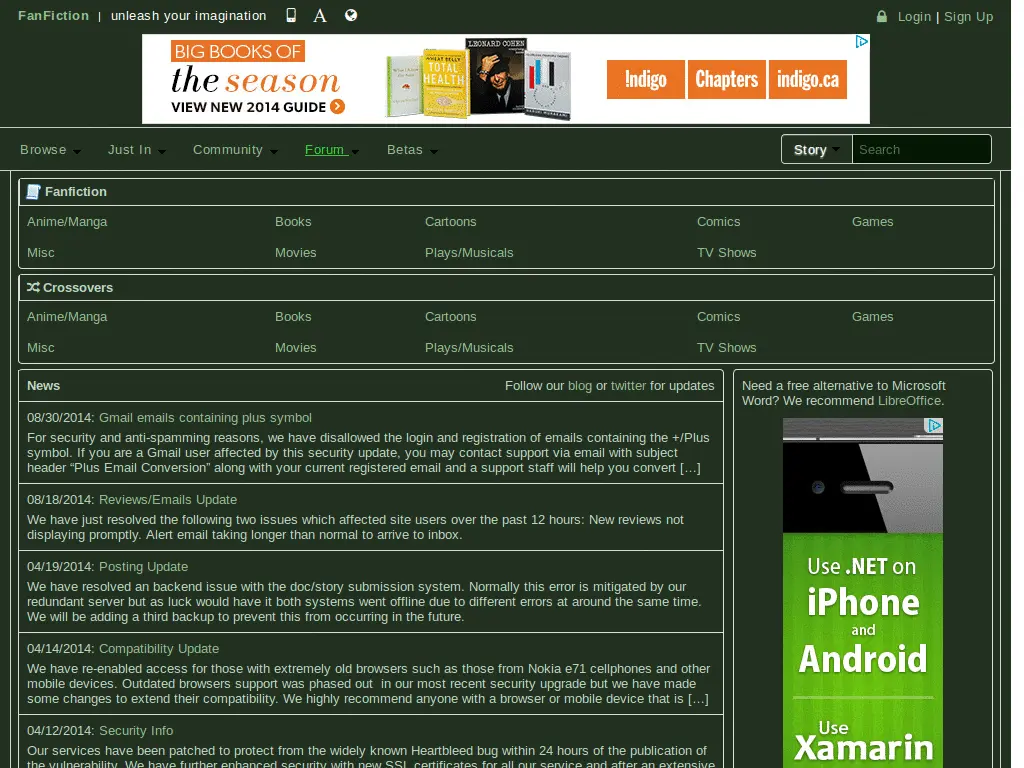 FanFiction | unleash your imagination A Login | Sign Up
BIG BOOKS OF
the season
VIEW NEW 2014 GUIDE
WHEAT BELLY
TOTAL
HEALTH
LEONARD COHEN
!ndigo Chapters indigo.ca
Browse Just In Community Forum Betas Story Search
Fanfiction
Anime/Manga Books Cartoons Comics Games
Misc Movies Plays/Musicals TV Shows
Crossovers
Anime/Manga Books Cartoons Comics Games
Misc Movies Plays/Musicals TV Shows
News Follow our blog or twitter for updates
08/30/2014: Gmail emails containing plus symbol
For security and anti-spamming reasons, we have disallowed the login and registration of emails containing the +/Plus
symbol. If you are a Gmail user affected by this security update, you may contact support via email with subject
header “Plus Email Conversion” along with your current registered email and a support staff will help you convert […]
08/18/2014: Reviews/Emails Update
We have just resolved the following two issues which affected site users over the past 12 hours: New reviews not
displaying promptly. Alert email taking longer than normal to arrive to inbox.
04/19/2014: Posting Update
We have resolved an backend issue with the doc/story submission system. Normally this error is mitigated by our
redundant server but as luck would have it both systems went offline due to different errors at around the same time.
We will be adding a third backup to prevent this from occurring in the future.
04/14/2014: Compatibility Update
We have re-enabled access for those with extremely old browsers such as those from Nokia e71 cellphones and other
mobile devices. Outdated browsers support was phased out in our most recent security upgrade but we have made
some changes to extend their compatibility. We highly recommend anyone with a browser or mobile device that is […]
04/12/2014: Security Info
Our services have been patched to protect from the widely known Heartbleed bug within 24 hours of the publication of
the vulnerability. We have further enhanced security with new SSL certificates for all our service and after an extensive
Need a free alternative to Microsoft
Word? We recommend LibreOffice.
Use .NET on
iPhone
and
Android
Use
Xamarin